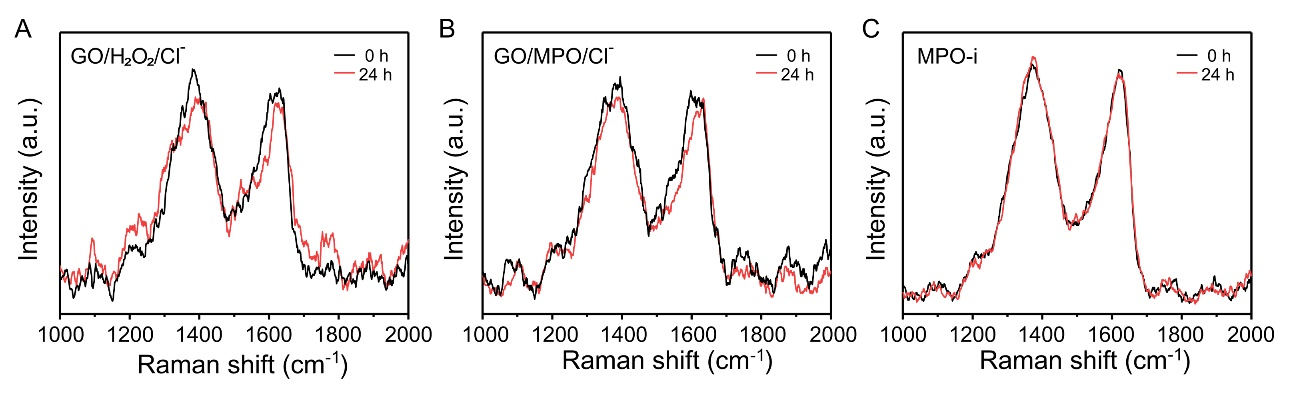 A
GO/H₂O₂/Cl⁻
0 h
24 h
Intensity (a.u.)
1000 1200 1400 1600 1800 2000
Raman shift (cm⁻¹)
B
GO/MPO/Cl⁻
0 h
24 h
Intensity (a.u.)
1000 1200 1400 1600 1800 2000
Raman shift (cm⁻¹)
C
MPO-i
0 h
24 h
Intensity (a.u.)
1000 1200 1400 1600 1800 2000
Raman shift (cm⁻¹)